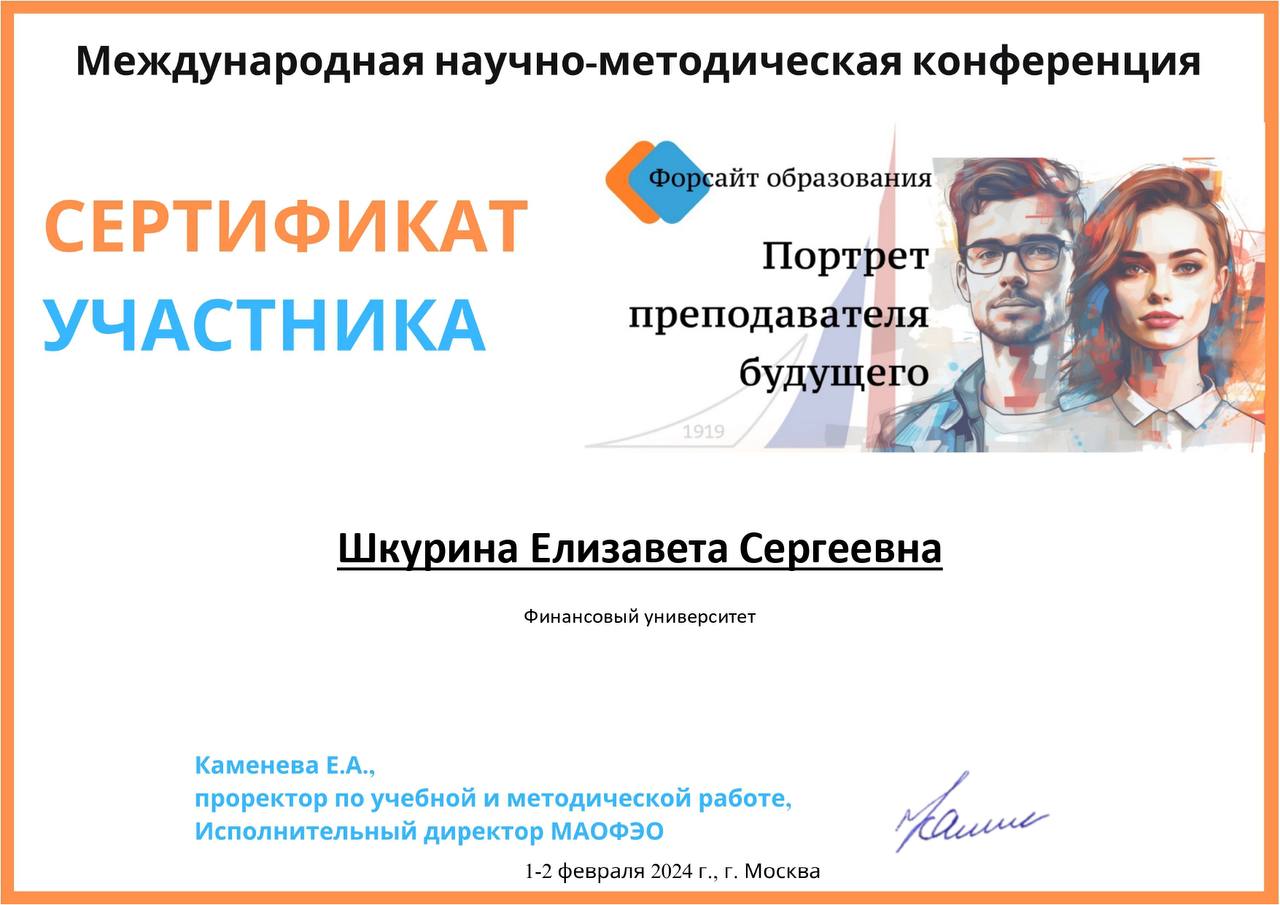 Международная научно-методическая конференция
СЕРТИФИКАТ
УЧАСТНИКА
Форсайт образования
Портрет
преподавателя
будущего
1919
Шкурина Елизавета Сергеевна
Финансовый университет
Каменева Е.А.,
проректор по учебной и методической работе,
Исполнительный директор МАОФЭО
1-2 февраля 2024 г., г. Москва